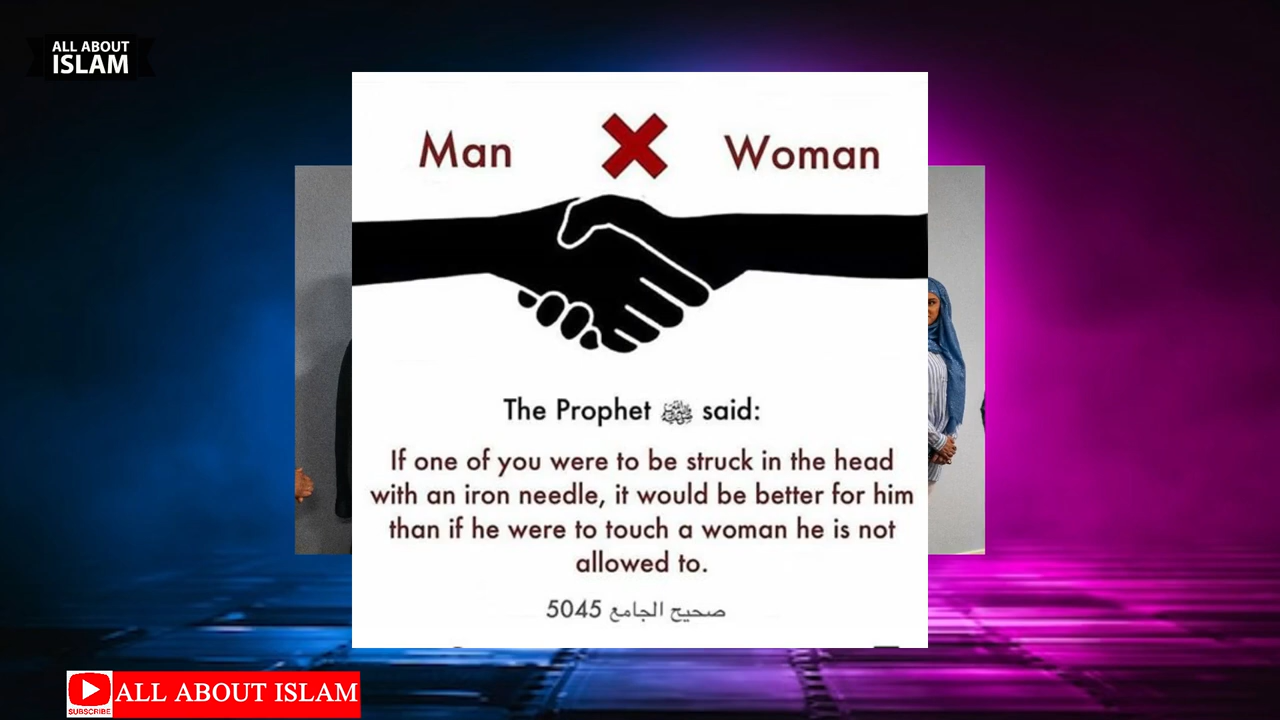 ALL ABOUT
ISLAM
Man
Woman
The Prophet ﷺ said:
If one of you were to be struck in the head
with an iron needle, it would be better for him
than if he were to touch a woman he is not
allowed to.
صحيح الجامع 5045
SUBSCRIBE
ALL ABOUT ISLAM